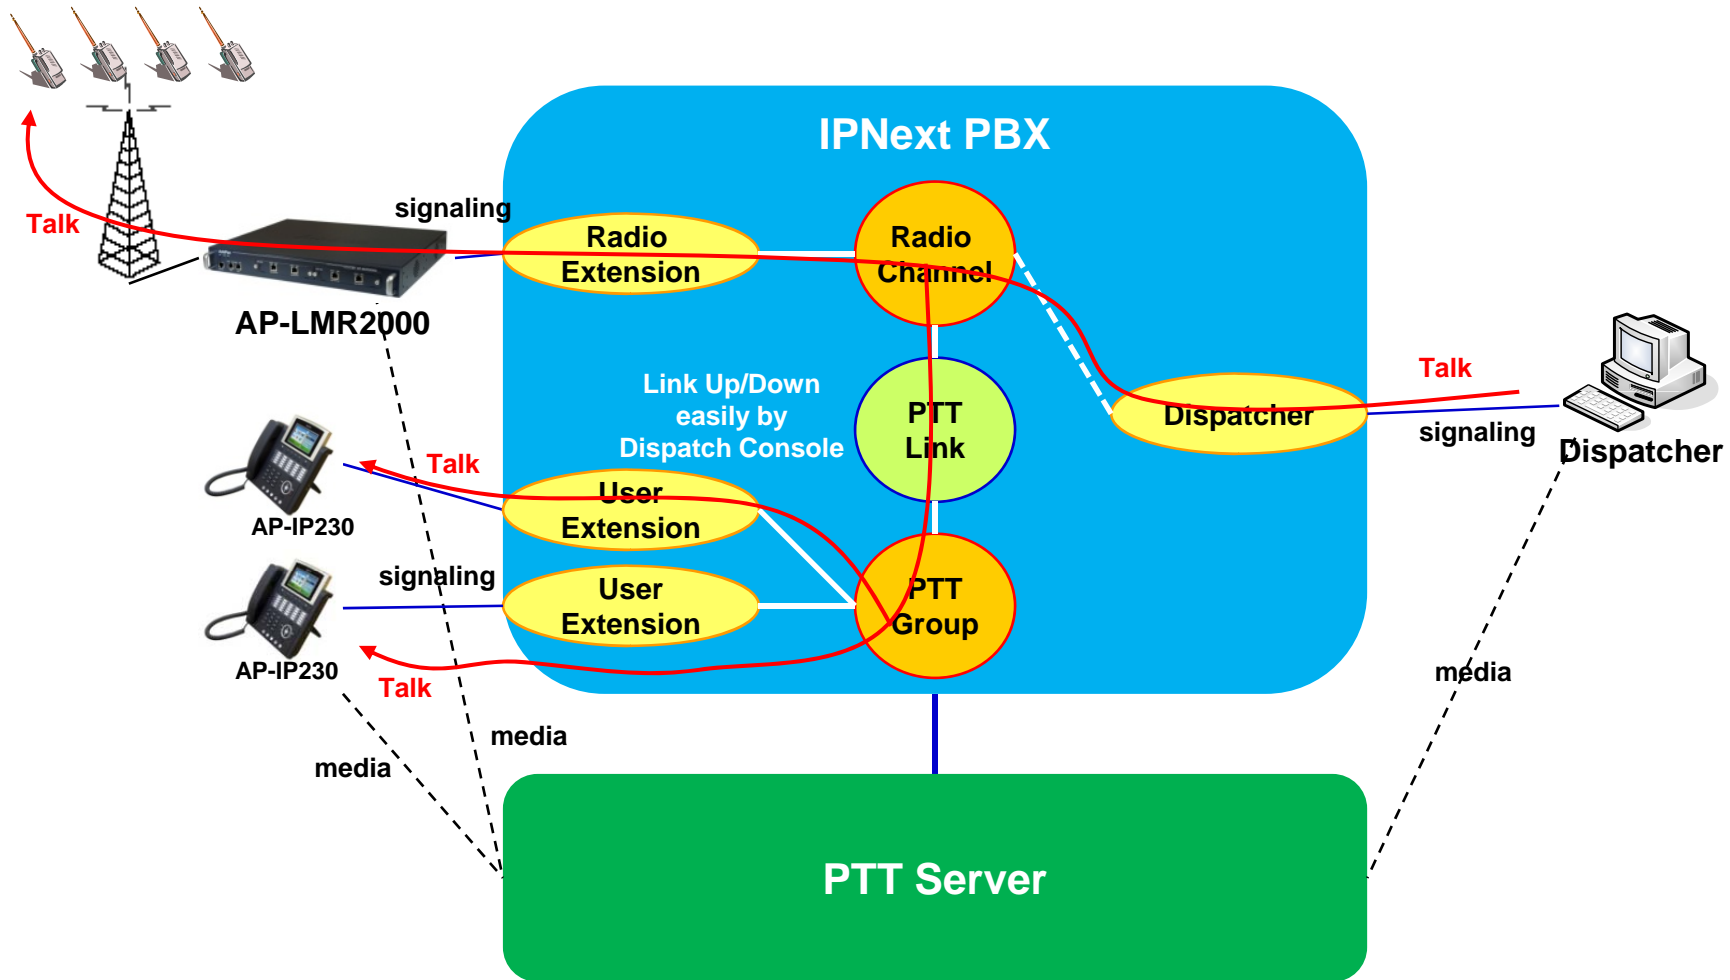 IPNext PBX
signaling
Talk
Radio
Extension
Radio
Channel
AP-LMR2000
Link Up/Down
easily by
Dispatch Console
PTT
Link
Talk
Dispatcher
signaling
Dispatcher
Talk
User
Extension
AP-IP230
signaling
User
Extension
PTT
Group
AP-IP230
Talk
media
media
media
PTT Server